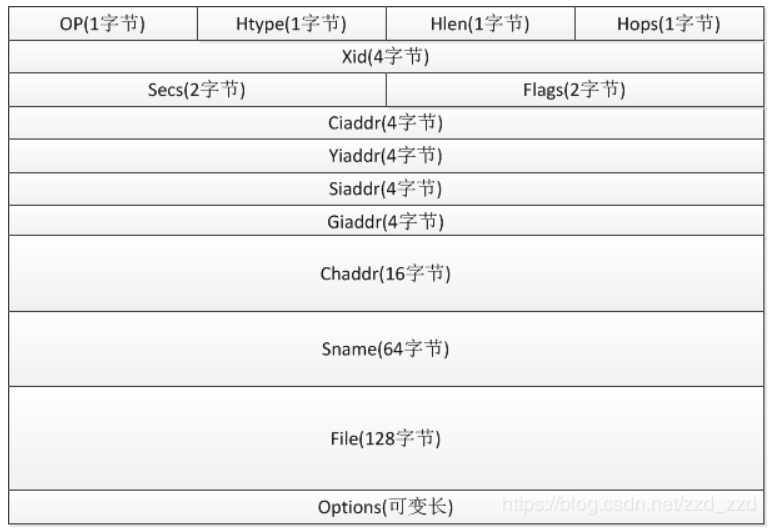 OP(1字节) Htype(1字节) Hlen(1字节) Hops(1字节)
Xid(4字节)
Secs(2字节) Flags(2字节)
Ciaddr(4字节)
Yiaddr(4字节)
Siaddr(4字节)
Giaddr(4字节)
Chaddr(16字节)
Sname(64字节)
File(128字节)
Options(可变长)
https://blog.csdn.net/zzd_zzd